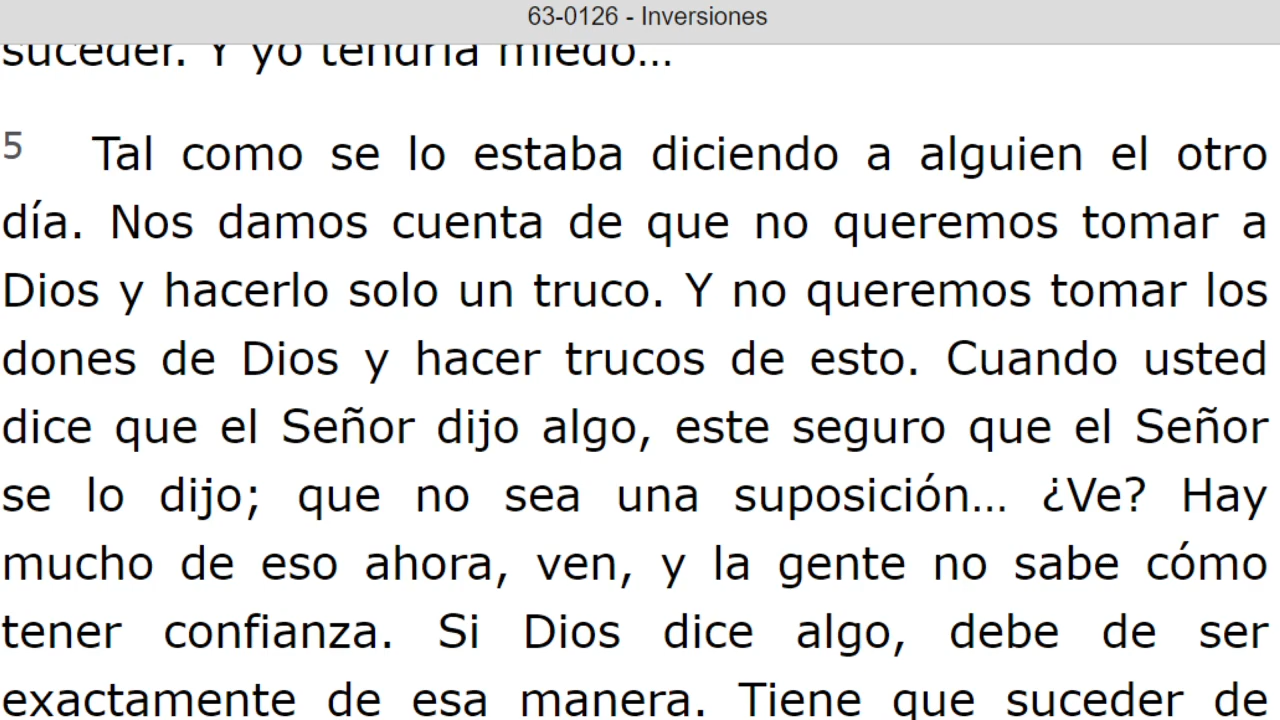 63-0126 - Inversiones
suceder. Y yo tendría miedo...
5 Tal como se lo estaba diciendo a alguien el otro
día. Nos damos cuenta de que no queremos tomar a
Dios y hacerlo solo un truco. Y no queremos tomar los
dones de Dios y hacer trucos de esto. Cuando usted
dice que el Señor dijo algo, este seguro que el Señor
se lo dijo; que no sea una suposición... ¿Ve? Hay
mucho de eso ahora, ven, y la gente no sabe cómo
tener confianza. Si Dios dice algo, debe de ser
exactamente de esa manera. Tiene que suceder de